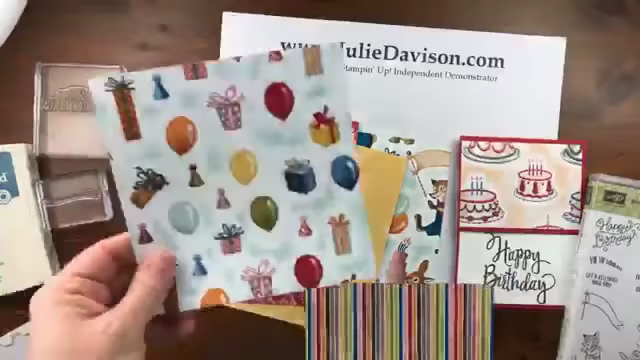 www.JulieDavison.com
Stampin' Up! Independent Demonstrator
Happy
Birthday
Happy
Birthday